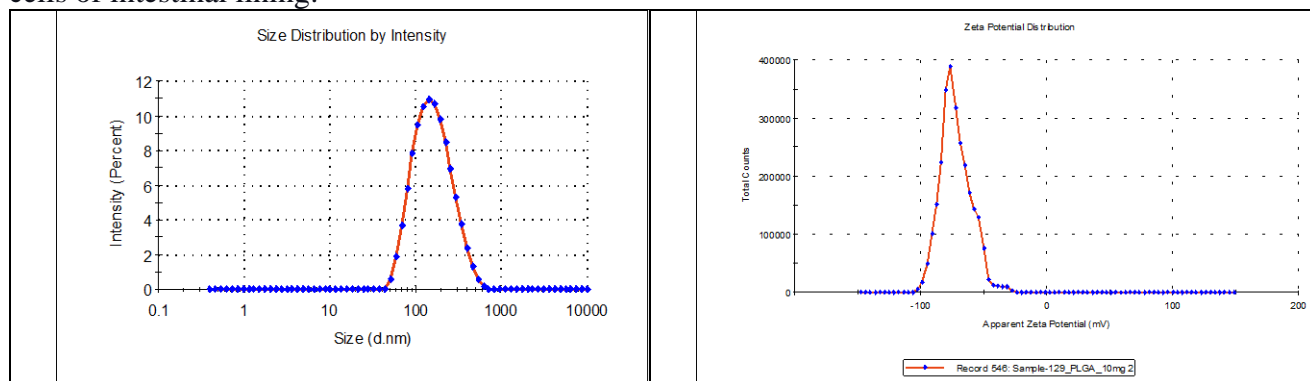 cells of intestinal lining.
Size Distribution by Intensity
12
10
8
6
4
2
0
Intensity (Percent)
0.1 1 10 100 1000 10000
Size (d.nm)
Zeta Potential Distribution
400000
300000
200000
100000
0
Total Counts
-100 0 100 200
Apparent Zeta Potential (mV)
Record 546: Sample-129_PLGA_10mg 2